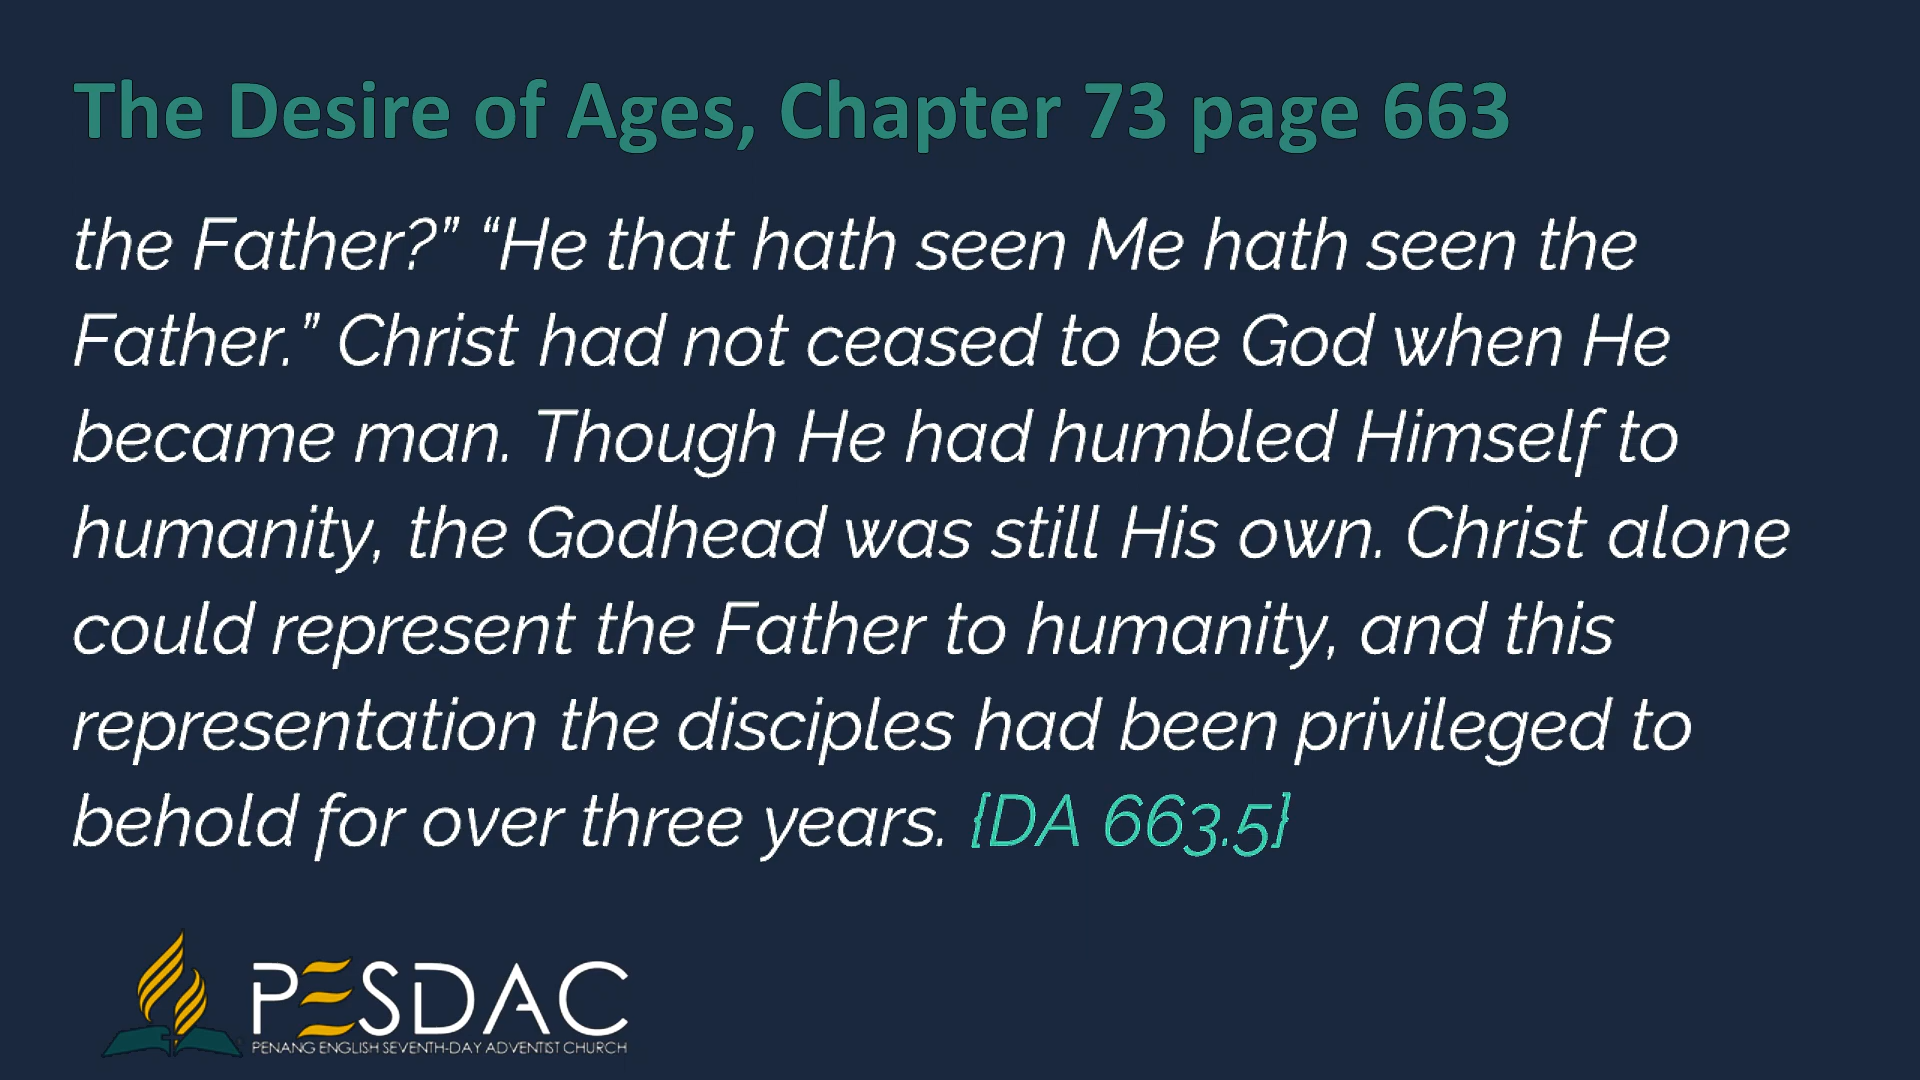 The Desire of Ages, Chapter 73 page 663
the Father?” “He that hath seen Me hath seen the
Father.” Christ had not ceased to be God when He
became man. Though He had humbled Himself to
humanity, the Godhead was still His own. Christ alone
could represent the Father to humanity, and this
representation the disciples had been privileged to
behold for over three years. {DA 663.5}
PESDAC
PENANG ENGLISH SEVENTH-DAY ADVENTIST CHURCH